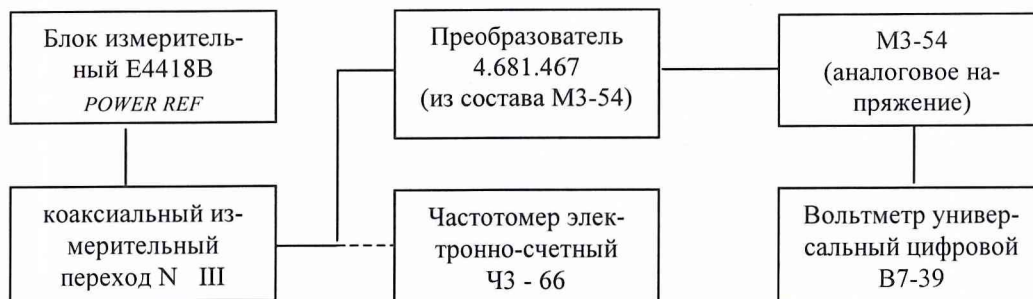 Блок измеритель-
ный E4418B
POWER REF
Преобразователь
4.681.467
(из состава М3-54)
М3-54
(аналоговое на-
пряжение)
коаксиальный из-
мерительный
переход N III
Частотомер элек-
тронно-счетный
Ч3 - 66
Вольтметр универ-
сальный цифровой
В7-39